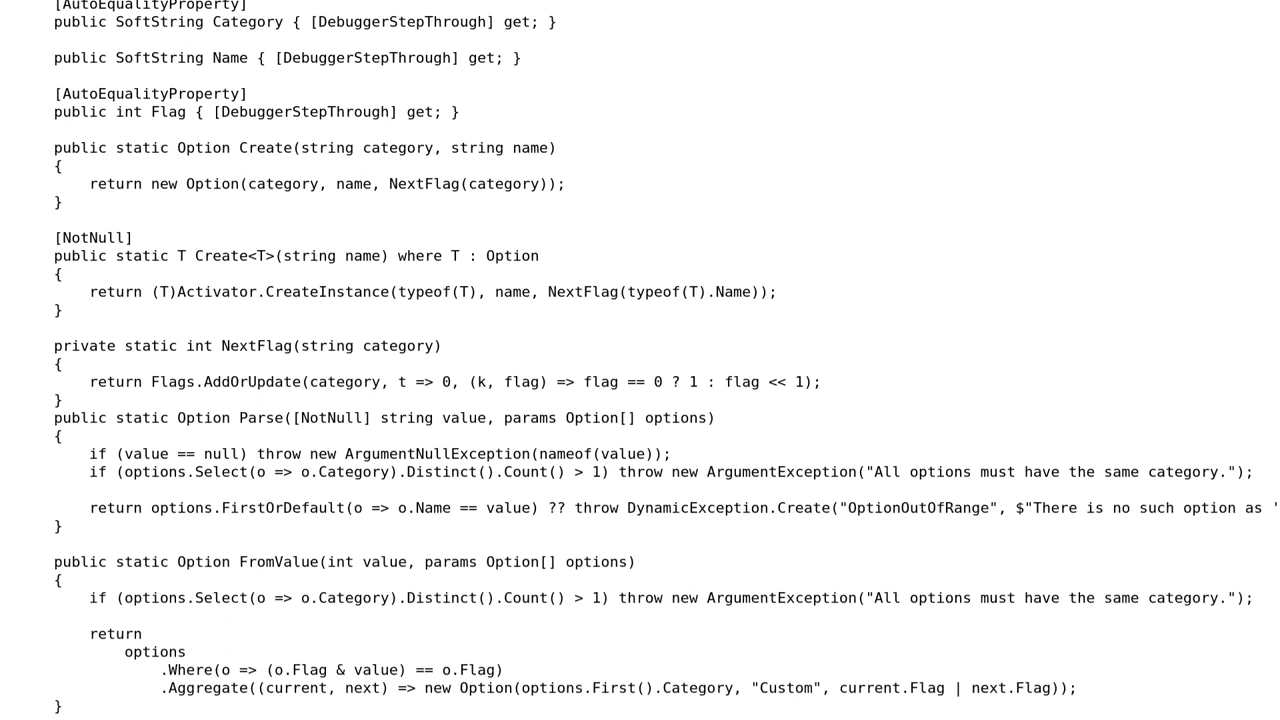 [AutoEqualityProperty]
public SoftString Category { [DebuggerStepThrough] get; }

public SoftString Name { [DebuggerStepThrough] get; }

[AutoEqualityProperty]
public int Flag { [DebuggerStepThrough] get; }

public static Option Create(string category, string name)
{
    return new Option(category, name, NextFlag(category));
}

[NotNull]
public static T Create<T>(string name) where T : Option
{
    return (T)Activator.CreateInstance(typeof(T), name, NextFlag(typeof(T).Name));
}

private static int NextFlag(string category)
{
    return Flags.AddOrUpdate(category, t => 0, (k, flag) => flag == 0 ? 1 : flag << 1);
}
public static Option Parse([NotNull] string value, params Option[] options)
{
    if (value == null) throw new ArgumentNullException(nameof(value));
    if (options.Select(o => o.Category).Distinct().Count() > 1) throw new ArgumentException("All options must have the same category.");

    return options.FirstOrDefault(o => o.Name == value) ?? throw DynamicException.Create("OptionOutOfRange", $"There is no such option as '
}

public static Option FromValue(int value, params Option[] options)
{
    if (options.Select(o => o.Category).Distinct().Count() > 1) throw new ArgumentException("All options must have the same category.");

    return
        options
            .Where(o => (o.Flag & value) == o.Flag)
            .Aggregate((current, next) => new Option(options.First().Category, "Custom", current.Flag | next.Flag));
}